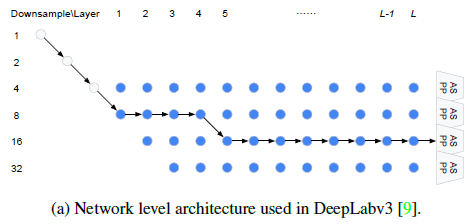 Downsample\Layer 1 2 3 4 5 ...... L-1 L
1
2
4
8
16
32
AS PP
AS PP
AS PP
AS PP
(a) Network level architecture used in DeepLabv3 [9].